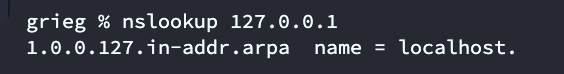 grieg % nslookup 127.0.0.1
1.0.0.127.in-addr.arpa  name = localhost.